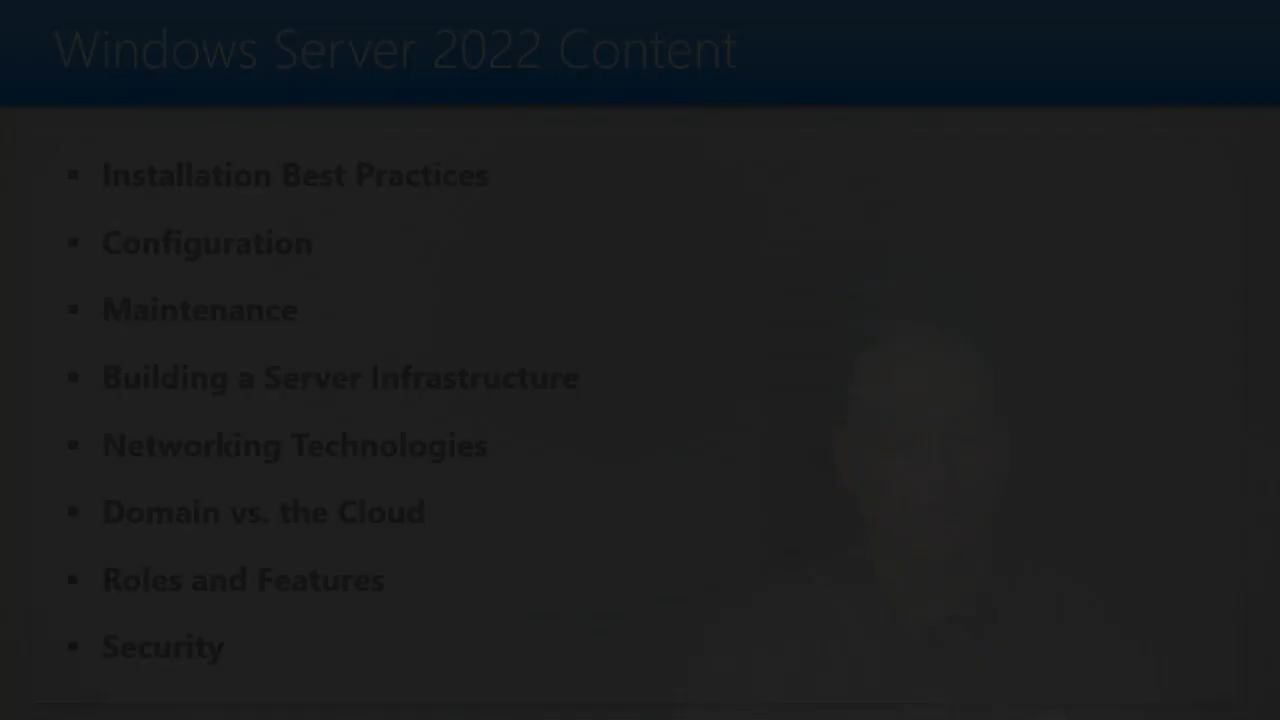 Windows Server 2022 Content
▪ Installation Best Practices
▪ Configuration
▪ Maintenance
▪ Building a Server Infrastructure
▪ Networking Technologies
▪ Domain vs. the Cloud
▪ Roles and Features
▪ Security